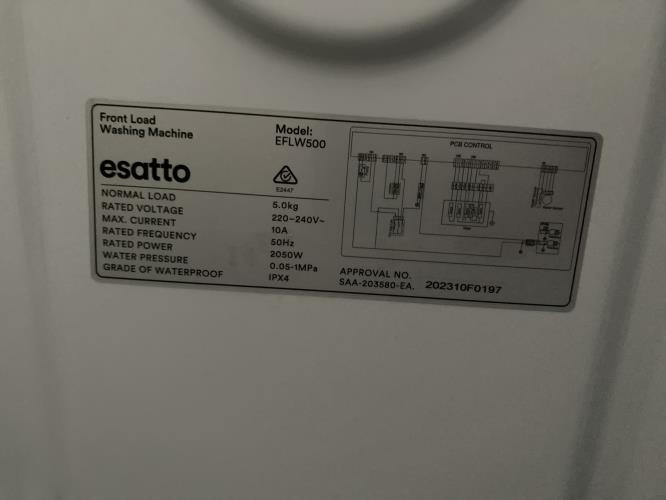 Front Load
Washing Machine
Model:
EFLW500
esatto
E2447
NORMAL LOAD 5.0kg
RATED VOLTAGE 220-240V~
MAX. CURRENT 10A
RATED FREQUENCY 50Hz
RATED POWER 2050W
WATER PRESSURE 0.05-1MPa
GRADE OF WATERPROOF IPX4
PCB CONTROL
APPROVAL NO.
SAA-203580-EA. 202310F0197